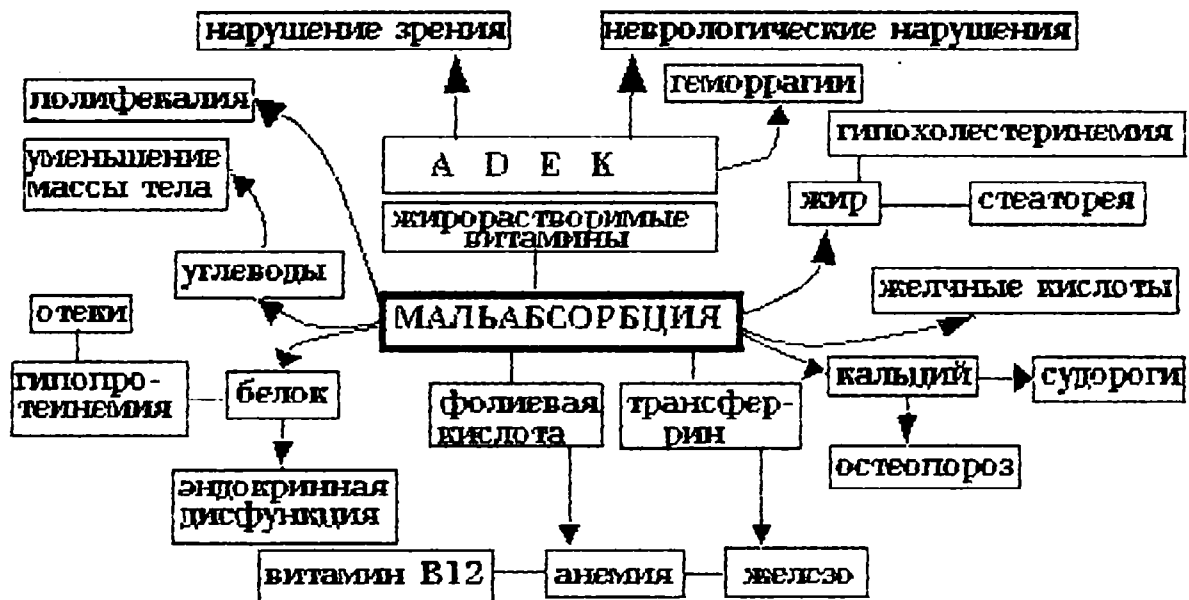 нарушение зрения
неврологические нарушения
полифекалия
геморрагии
гипохолестеринемия
уменьшение
массы тела
A D E K
жир
стеаторея
жирорастворимые
витамины
углеводы
желчные кислоты
отеки
МАЛЬАБСОРБЦИЯ
гипопро-
теинемия
белок
фолиевая
кислота
трансфер-
рин
кальций
судороги
остеопороз
эндокринная
дисфункция
витамин B12
анемия
железо